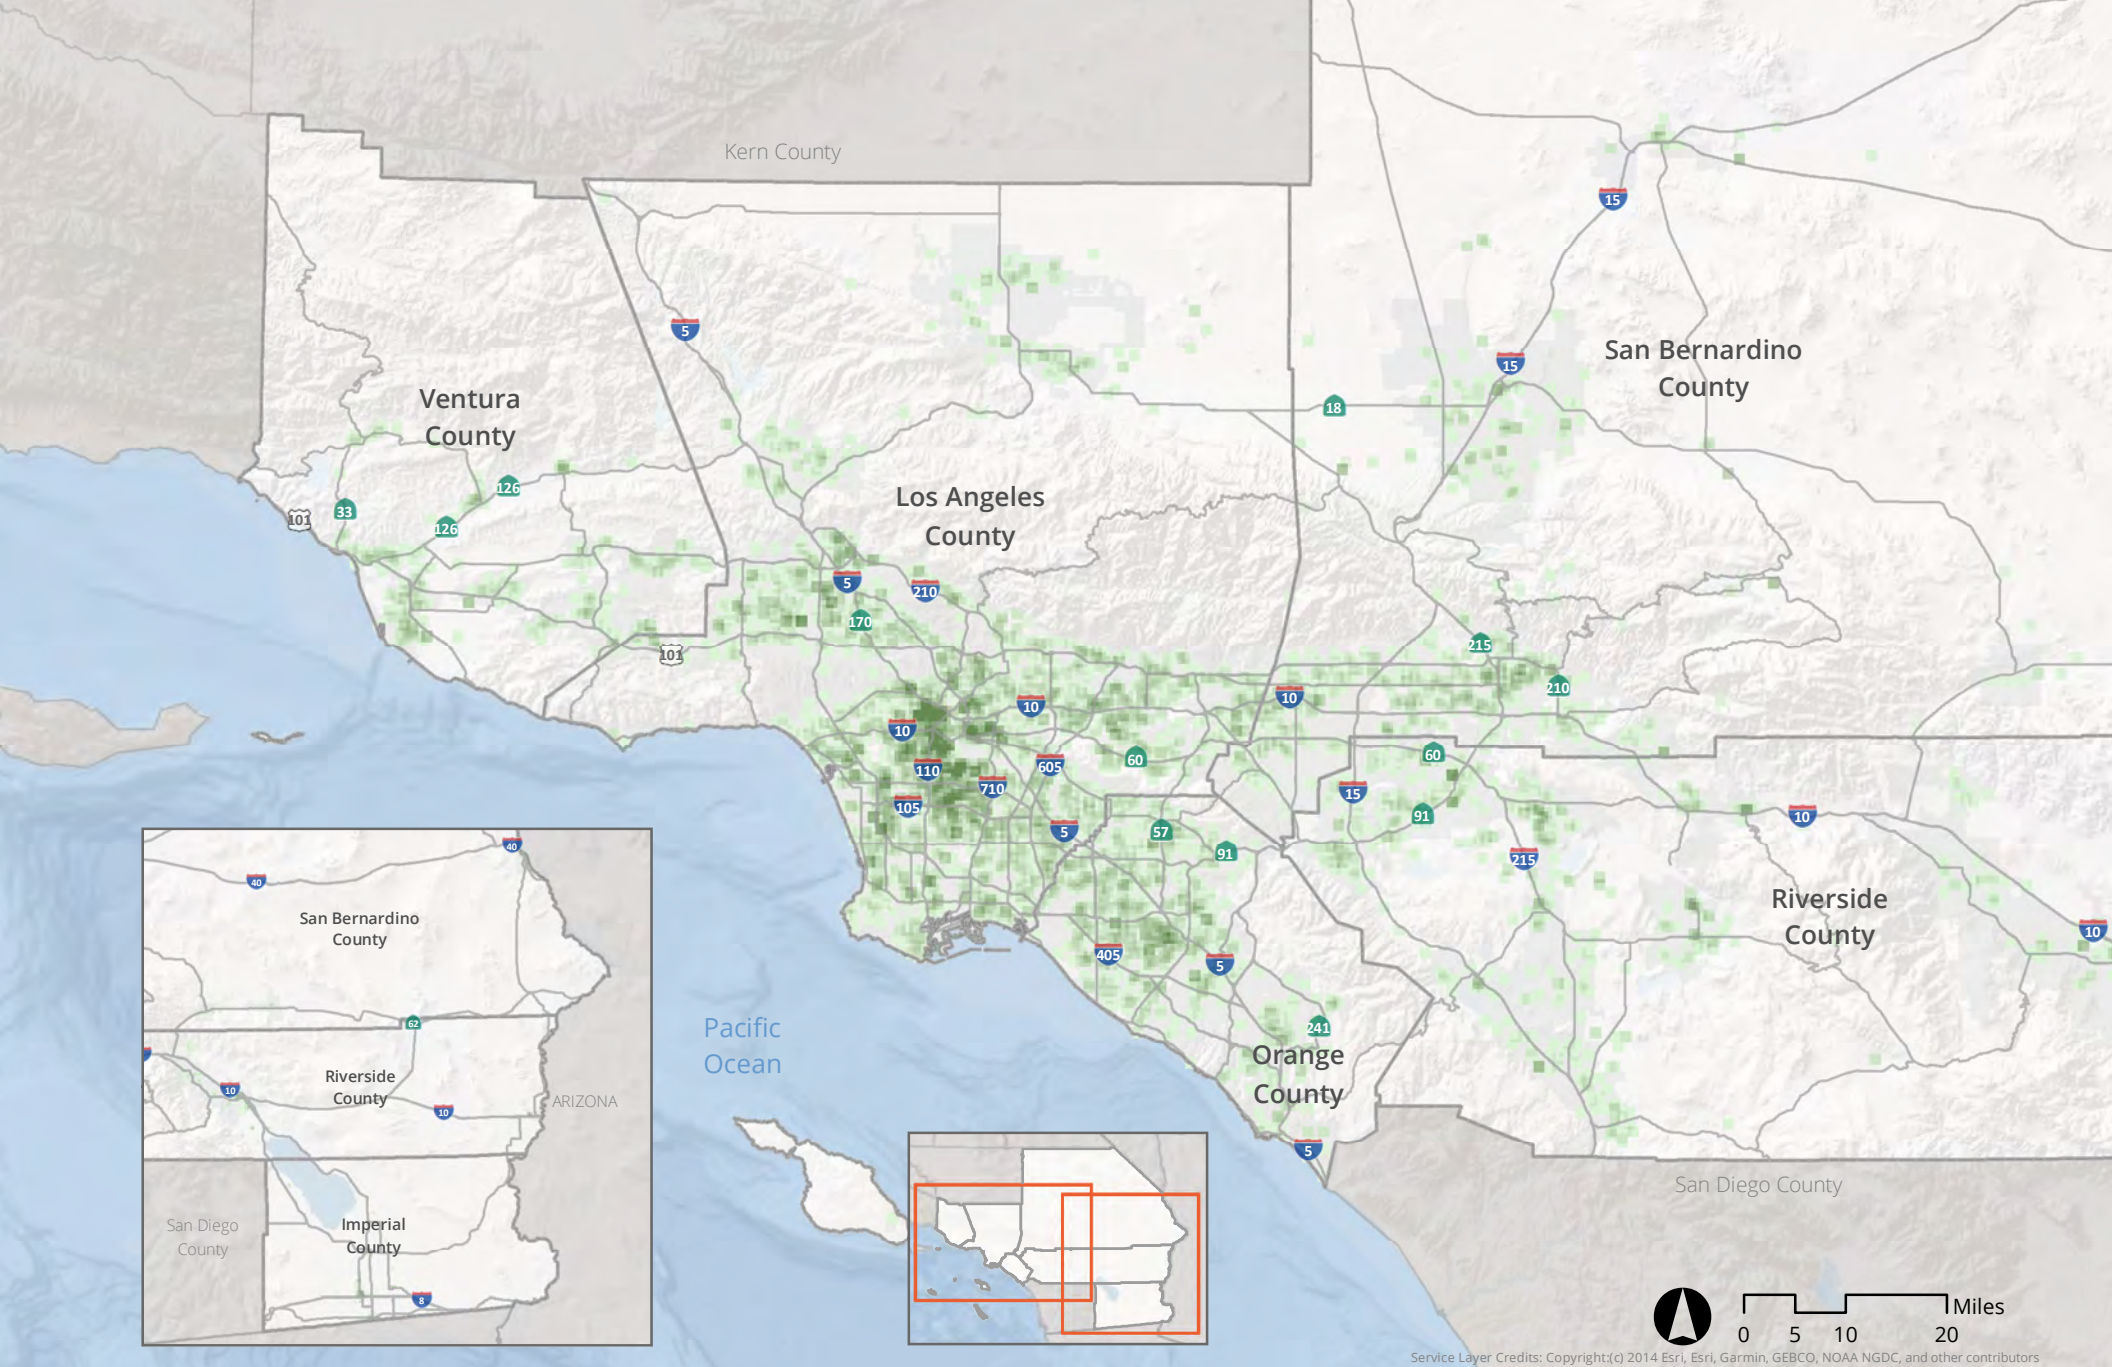 Kern County
15
5
15
San Bernardino
County
18
Ventura
County
126
33
101
126
Los Angeles
County
5
210
170
101
215
210
10
10
10
60
60
110
605
710
105
15
91
10
5
57
91
215
Riverside
County
10
405
5
241
Orange
County
5
Pacific
Ocean
San Diego County
40
40
San Bernardino
County
62
Riverside
County
10
10
ARIZONA
San Diego
County
Imperial
County
8
Miles
0 5 10 20
Service Layer Credits: Copyright:(c) 2014 Esri, Esri, Garmin, GEBCO, NOAA NGDC, and other contributors